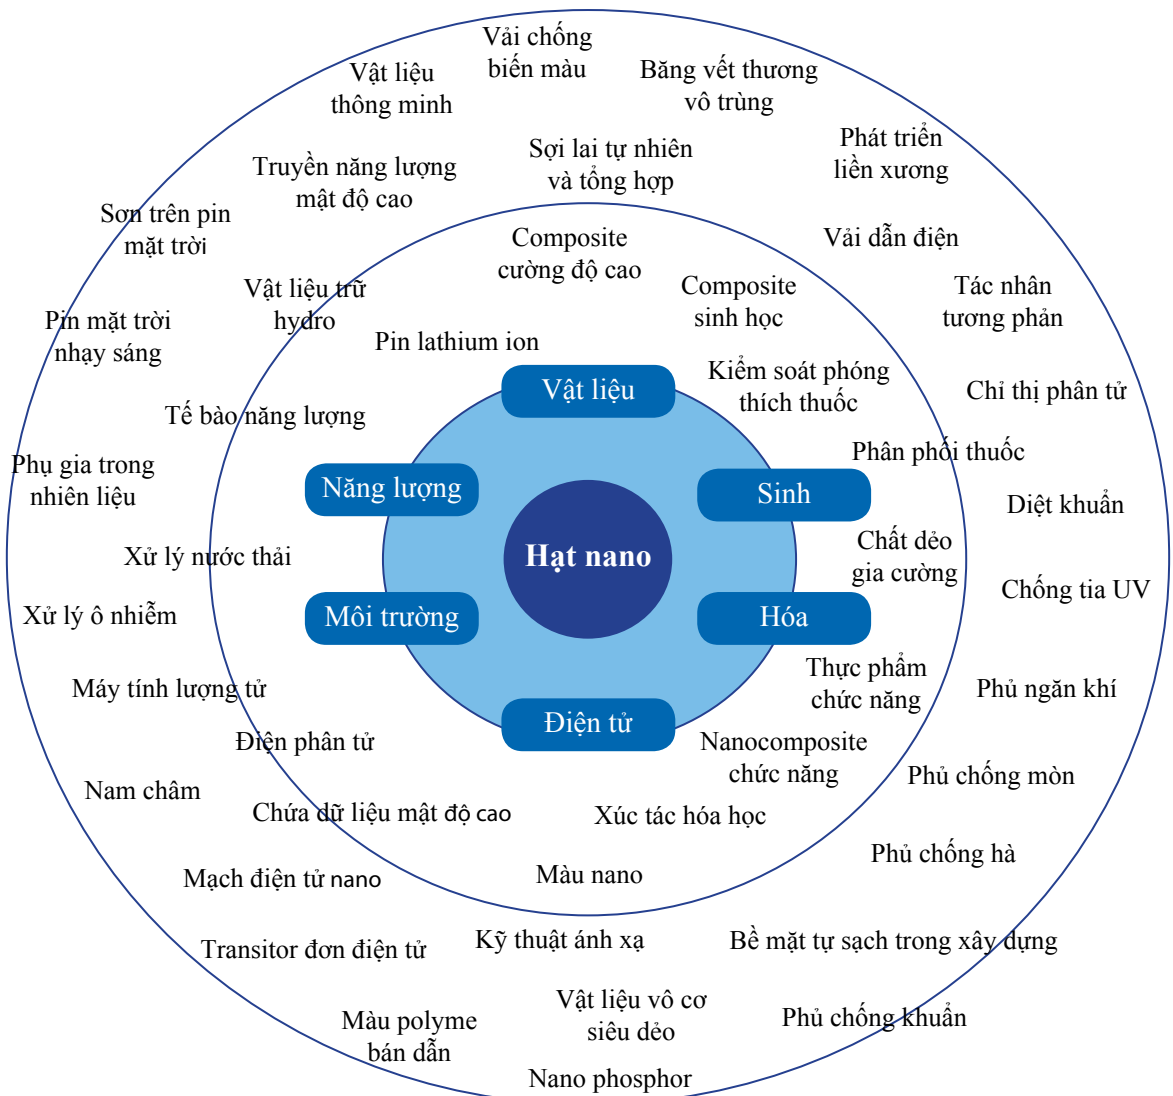 Vải chống
biến màu
Vật liệu
thông minh
Băng vết thương
vô trùng
Phát triển
liền xương
Sợi lai tự nhiên
và tổng hợp
Truyền năng lượng
mật độ cao
Sơn trên pin
mặt trời
Vải dẫn điện
Composite
cường độ cao
Vật liệu trữ
hydro
Composite
sinh học
Tác nhân
tương phản
Pin mặt trời
nhạy sáng
Pin lathium ion
Kiểm soát phóng
thích thuốc
Vật liệu
Chỉ thị phân tử
Tế bào năng lượng
Phân phối thuốc
Phụ gia trong
nhiên liệu
Năng lượng
Sinh
Diệt khuẩn
Hạt nano
Xử lý nước thải
Chất dẻo
gia cường
Chống tia UV
Xử lý ô nhiễm
Môi trường
Hóa
Thực phẩm
chức năng
Máy tính lượng tử
Phủ ngăn khí
Điện tử
Điện phân tử
Nanocomposite
chức năng
Phủ chống mòn
Nam châm
Chứa dữ liệu mật độ cao
Xúc tác hóa học
Phủ chống hà
Mạch điện tử nano
Màu nano
Transitor đơn điện tử
Kỹ thuật ánh xạ
Bề mặt tự sạch trong xây dựng
Vật liệu vô cơ
siêu dẻo
Phủ chống khuẩn
Màu polyme
bán dẫn
Nano phosphor